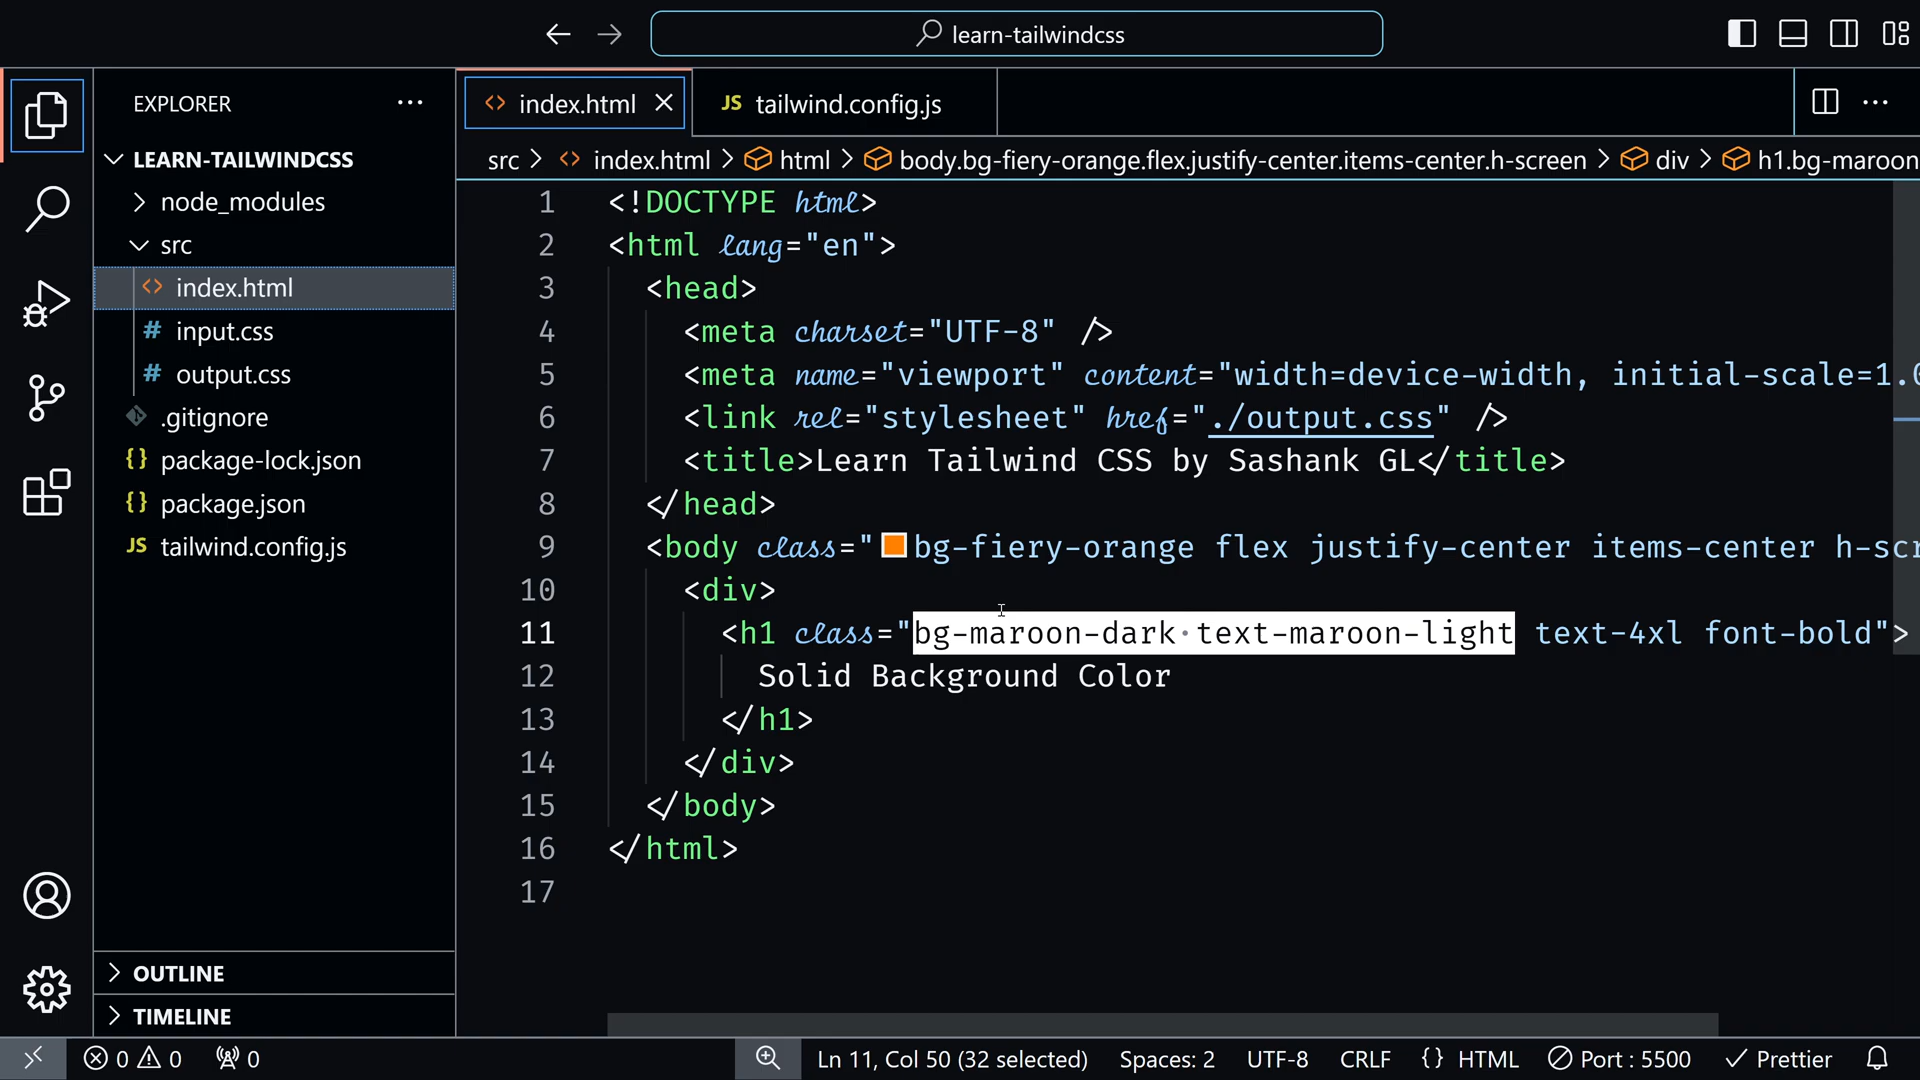 learn-tailwindcss
EXPLORER
LEARN-TAILWINDCSS
node_modules
src
index.html
input.css
output.css
.gitignore
package-lock.json
package.json
JS tailwind.config.js
OUTLINE
TIMELINE
index.html
JS tailwind.config.js
src > index.html > html > body.bg-fiery-orange.flex.justify-center.items-center.h-screen > div > h1.bg-maroon
1 <!DOCTYPE html>
2 <html lang="en">
3 <head>
4 <meta charset="UTF-8" />
5 <meta name="viewport" content="width=device-width, initial-scale=1.0
6 <link rel="stylesheet" href="./output.css" />
7 <title>Learn Tailwind CSS by Sashank GL</title>
8 </head>
9 <body class="bg-fiery-orange flex justify-center items-center h-scr
10 <div>
11 <h1 class="bg-maroon-dark·text-maroon-light text-4xl font-bold">
12 Solid Background Color
13 </h1>
14 </div>
15 </body>
16 </html>
17
0 0 0 Ln 11, Col 50 (32 selected) Spaces: 2 UTF-8 CRLF {} HTML Port : 5500 Prettier